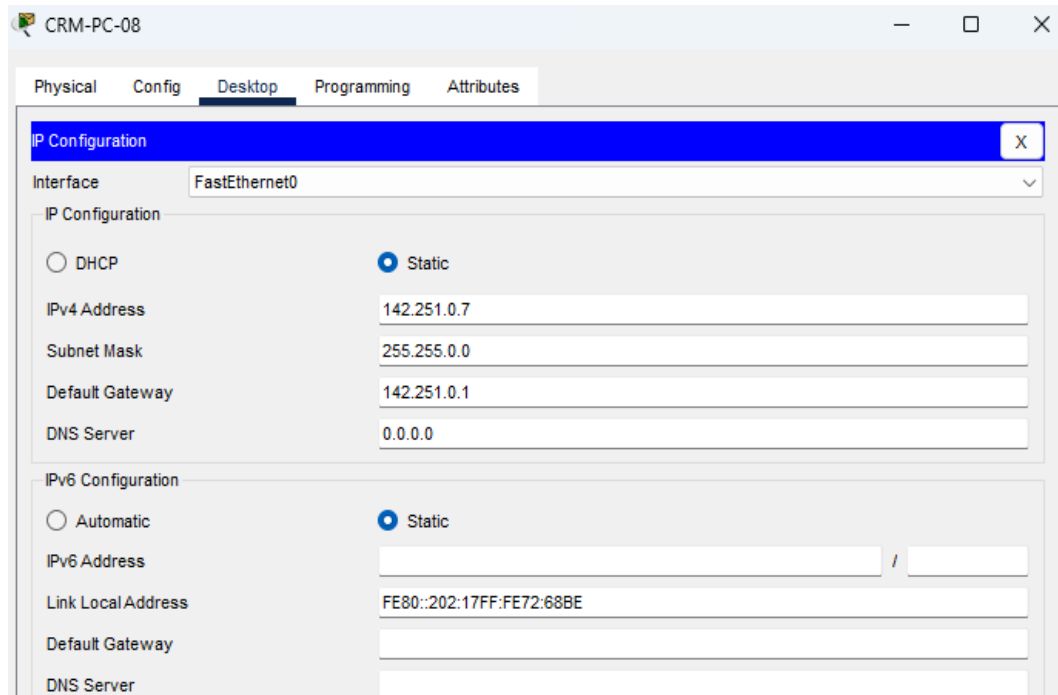 CRM-PC-08
Physical Config Desktop Programming Attributes
IP Configuration X
Interface FastEthernet0
IP Configuration
DHCP Static
IPv4 Address 142.251.0.7
Subnet Mask 255.255.0.0
Default Gateway 142.251.0.1
DNS Server 0.0.0.0
IPv6 Configuration
Automatic Static
IPv6 Address /
Link Local Address FE80::202:17FF:FE72:68BE
Default Gateway
DNS Server